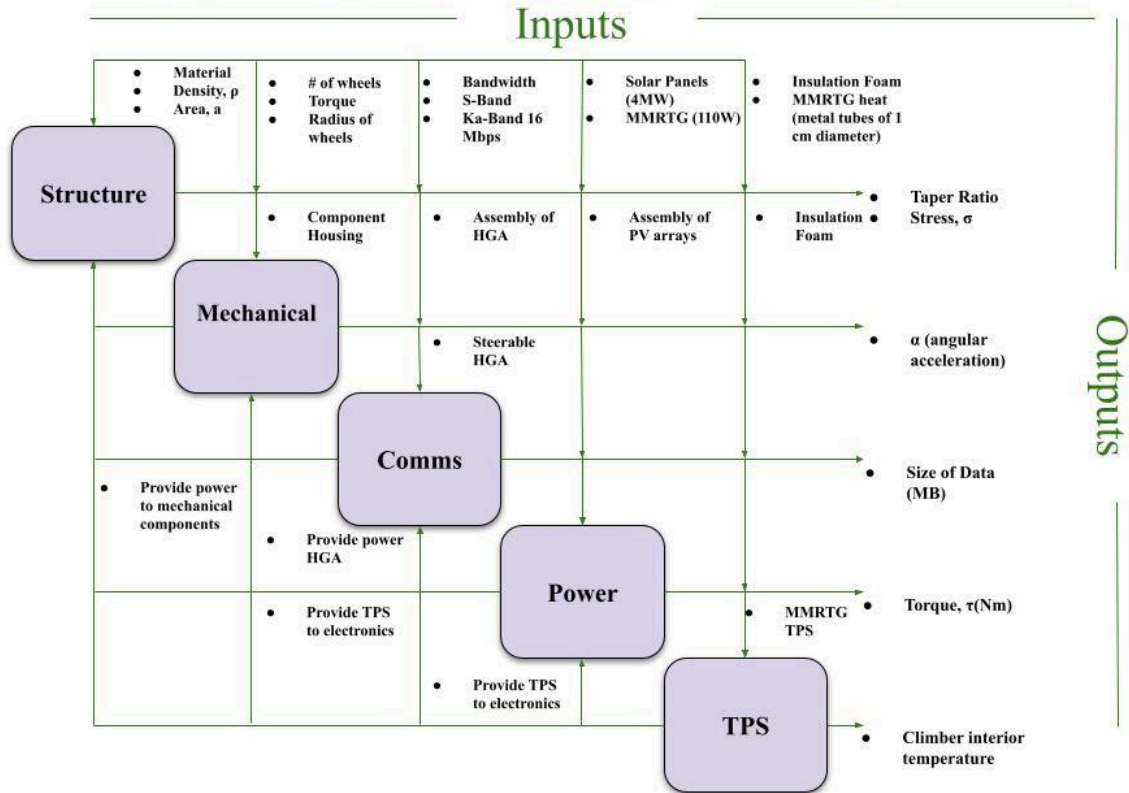 Inputs
Material
Density, ρ
Area, a
# of wheels
Torque
Radius of
wheels
Bandwidth
S-Band
Ka-Band 16
Mbps
Solar Panels
(4MW)
MMRTG (110W)
Insulation Foam
MMRTG heat
(metal tubes of 1
cm diameter)
Structure
Component
Housing
Assembly of
HGA
Assembly of
PV arrays
Insulation
Foam
Taper Ratio
Stress, σ
Mechanical
Steerable
HGA
α (angular
acceleration)
Outputs
Comms
Provide power
to mechanical
components
Size of Data
(MB)
Provide power
HGA
Power
Provide TPS
to electronics
MMRTG
TPS
Torque, τ(Nm)
Provide TPS
to electronics
TPS
Climber interior
temperature